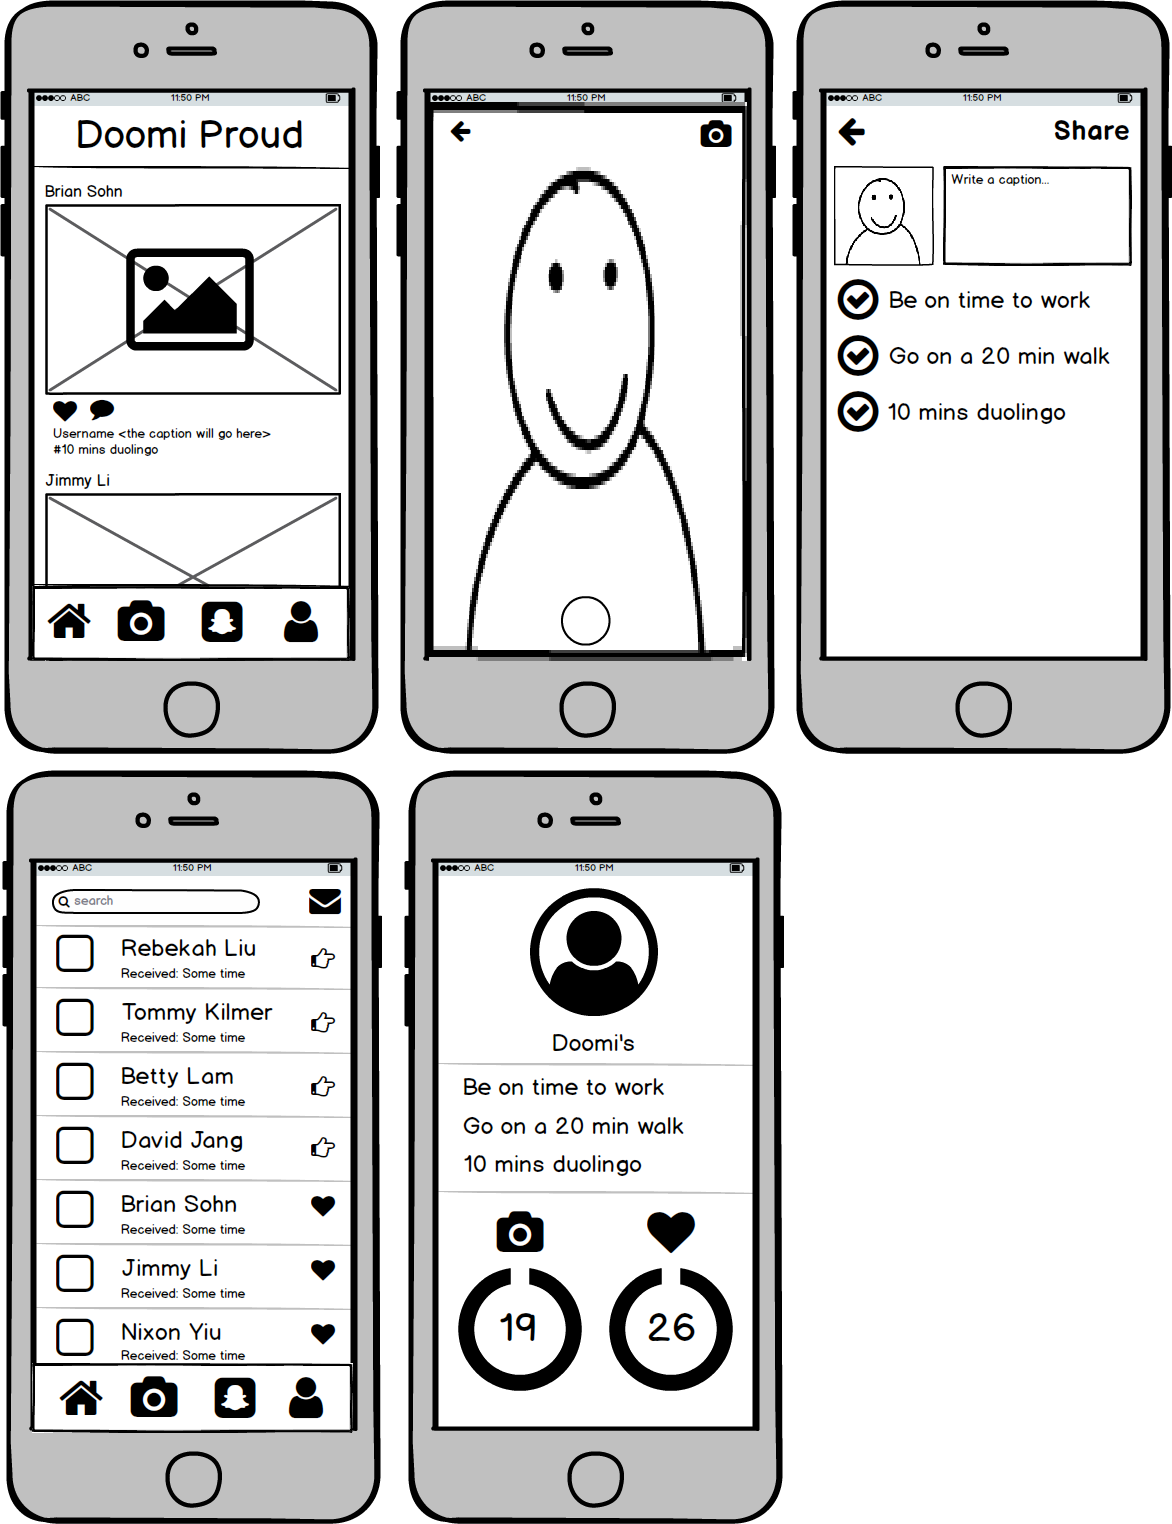 ABC 11:50 PM
Doomi Proud
Brian Sohn
Username <the caption will go here>
#10 mins duolingo
Jimmy Li
ABC 11:50 PM
ABC 11:50 PM
Share
Write a caption...
Be on time to work
Go on a 20 min walk
10 mins duolingo
ABC 11:50 PM
search
Rebekah Liu
Received: Some time
Tommy Kilmer
Received: Some time
Betty Lam
Received: Some time
David Jang
Received: Some time
Brian Sohn
Received: Some time
Jimmy Li
Received: Some time
Nixon Yiu
Received: Some time
ABC 11:50 PM
Doomi's
Be on time to work
Go on a 20 min walk
10 mins duolingo
19 26